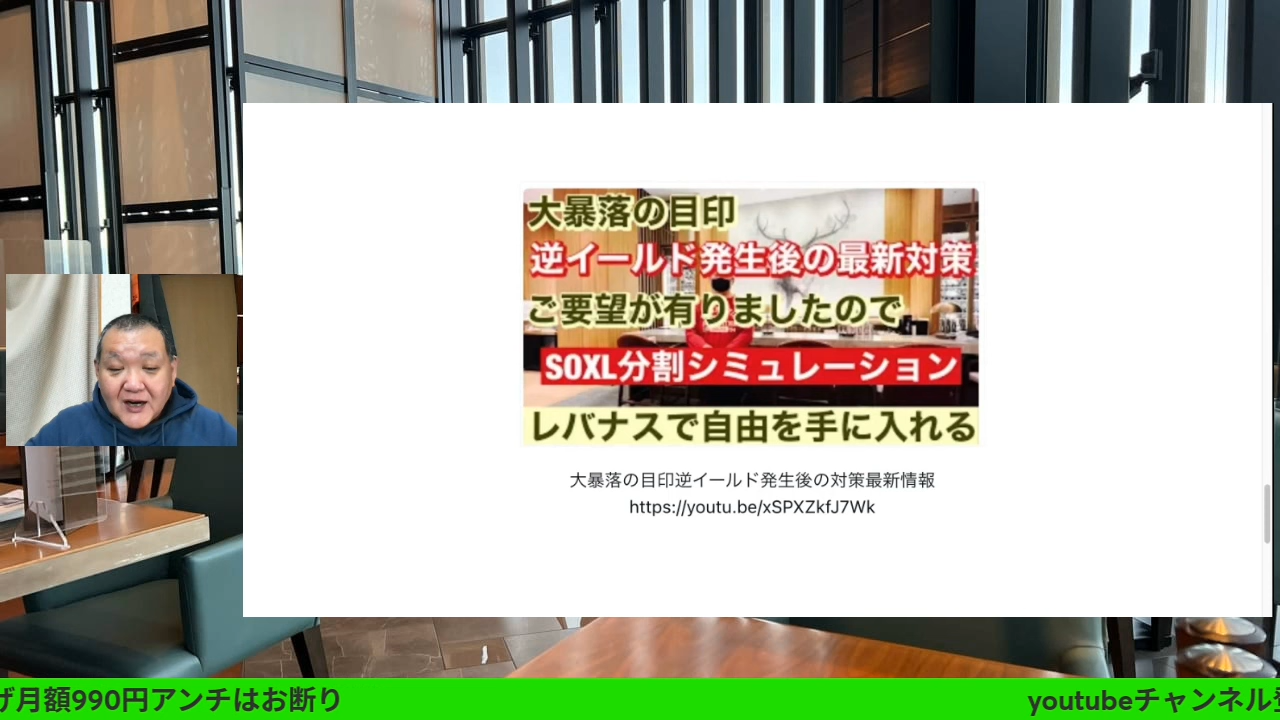 大暴落の目印
逆イールド発生後の最新対策
ご要望が有りましたので
SOXL分割シミュレーション
レバナスで自由を手に入れる
大暴落の目印逆イールド発生後の対策最新情報
https://youtu.be/xSPXZkfJ7Wk
げ月額990円アンチはお断り
youtubeチャンネル